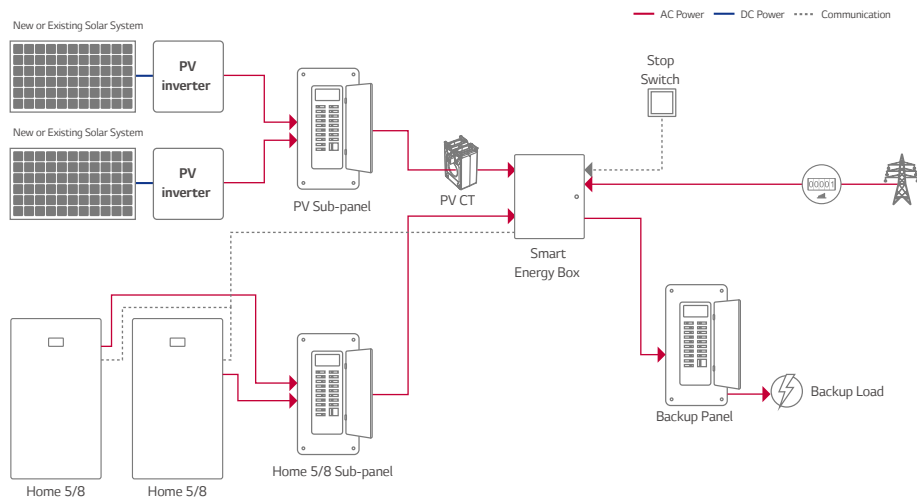 AC Power
DC Power
Communication
New or Existing Solar System
PV
inverter
New or Existing Solar System
PV
inverter
PV Sub-panel
PV CT
Stop
Switch
00001
Smart
Energy Box
Home 5/8
Home 5/8
Home 5/8 Sub-panel
Backup Panel
Backup Load